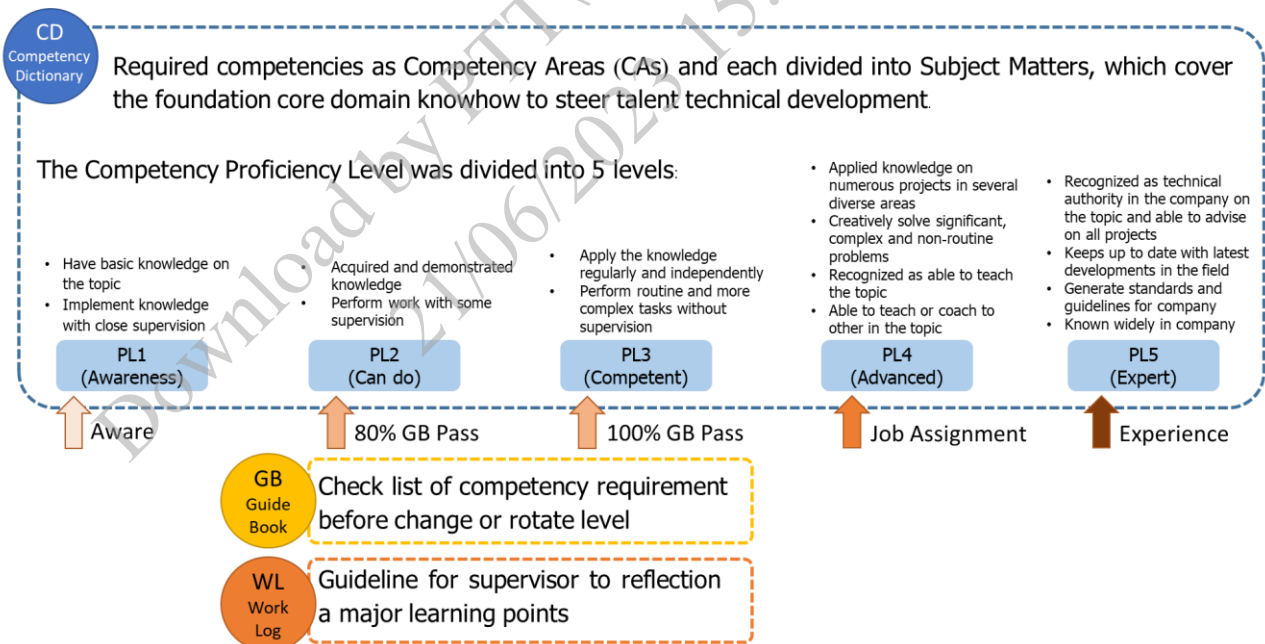 CD
Competency
Dictionary
Required competencies as Competency Areas (CAs) and each divided into Subject Matters, which cover
the foundation core domain knowhow to steer talent technical development.
The Competency Proficiency Level was divided into 5 levels:
• Have basic knowledge on
the topic
• Implement knowledge
with close supervision
PL1
(Awareness)
• Acquired and demonstrated
knowledge
• Perform work with some
supervision
PL2
(Can do)
• Apply the knowledge
regularly and independently
• Perform routine and more
complex tasks without
supervision
PL3
(Competent)
• Applied knowledge on
numerous projects in several
diverse areas
• Creatively solve significant,
complex and non-routine
problems
• Recognized as able to teach
the topic
• Able to teach or coach to
other in the topic
PL4
(Advanced)
• Recognized as technical
authority in the company on
the topic and able to advise
on all projects
• Keeps up to date with latest
developments in the field
• Generate standards and
guidelines for company
• Known widely in company
PL5
(Expert)
Aware
80% GB Pass
100% GB Pass
Job Assignment
Experience
GB
Guide
Book
Check list of competency requirement
before change or rotate level
WL
Work
Log
Guideline for supervisor to reflection
a major learning points
Download by PTT
21/06/2023 15: